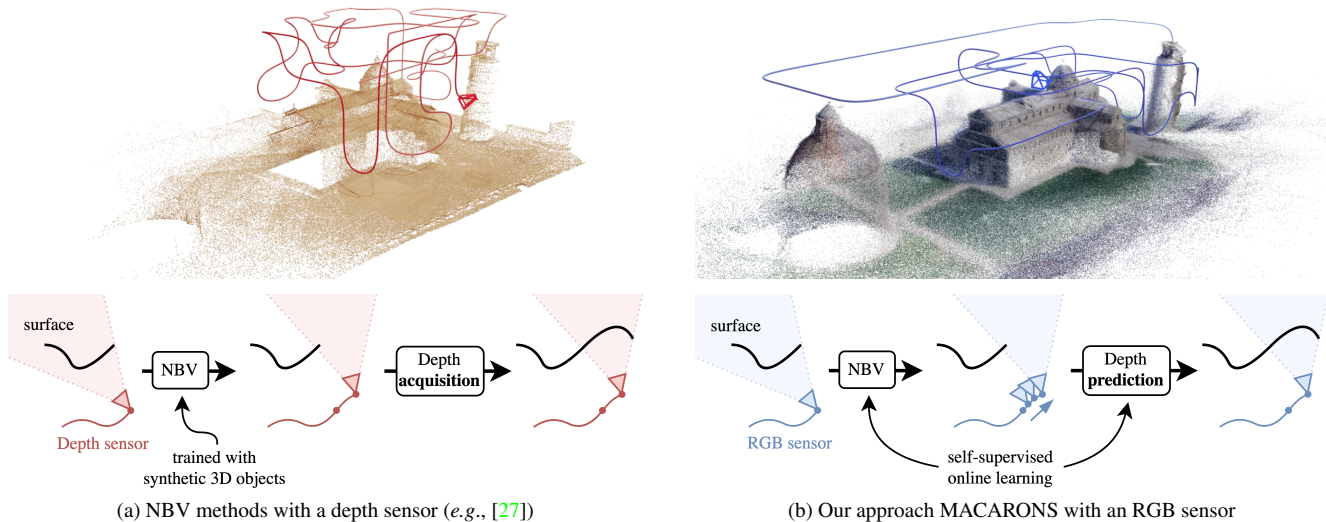 surface
NBV
Depth
acquisition
Depth sensor
trained with
synthetic 3D objects
(a) NBV methods with a depth sensor (e.g., [27])
surface
NBV
Depth
prediction
RGB sensor
self-supervised
online learning
(b) Our approach MACARONS with an RGB sensor